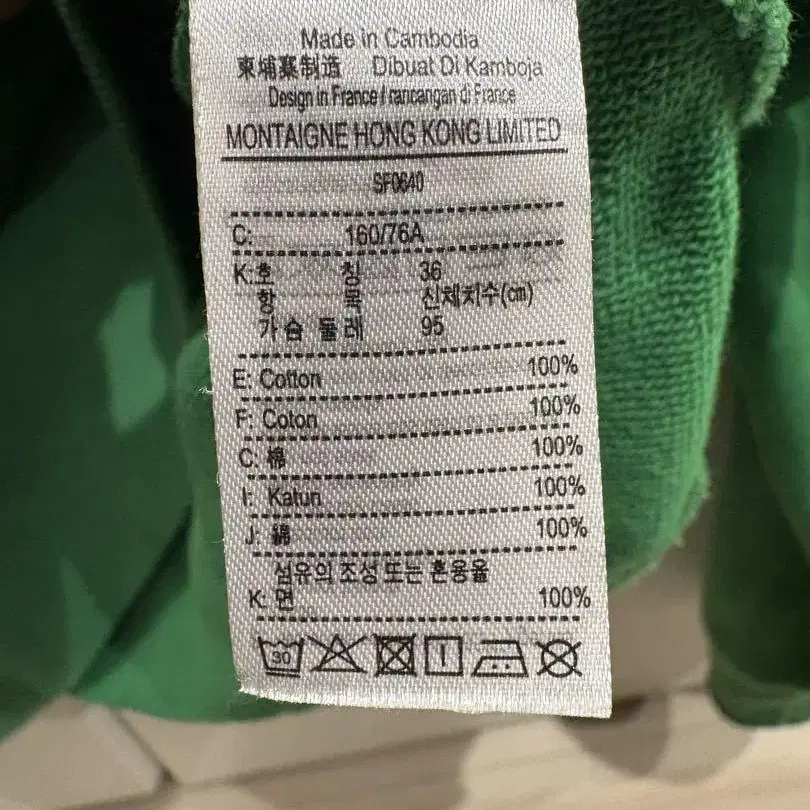 Made in Cambodia
柬埔寨制造 Dibuat Di Kamboja
Design in France / rancangan di France
MONTAIGNE HONG KONG LIMITED
SF0640
C: 160/76A
K: 호 칭 36
항 목 신체치수(cm)
가슴 둘레 95
E: Cotton 100%
F: Coton 100%
C: 棉 100%
I: Katun 100%
J: 綿 100%
섬유의 조성 또는 혼용율
K: 면 100%
30